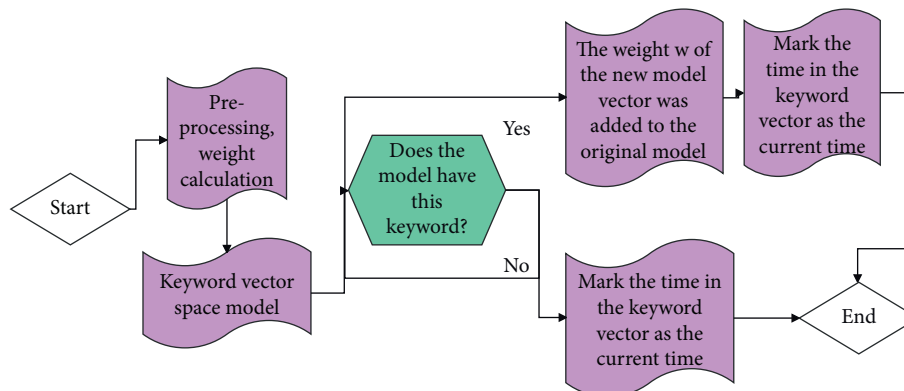 Start
Pre-
processing,
weight
calculation
Keyword vector
space model
Does the
model have
this
keyword?
Yes
No
The weight w of
the new model
vector was
added to the
original model
Mark the
time in the
keyword
vector as the
current time
Mark the time in
the keyword
vector as the
current time
End